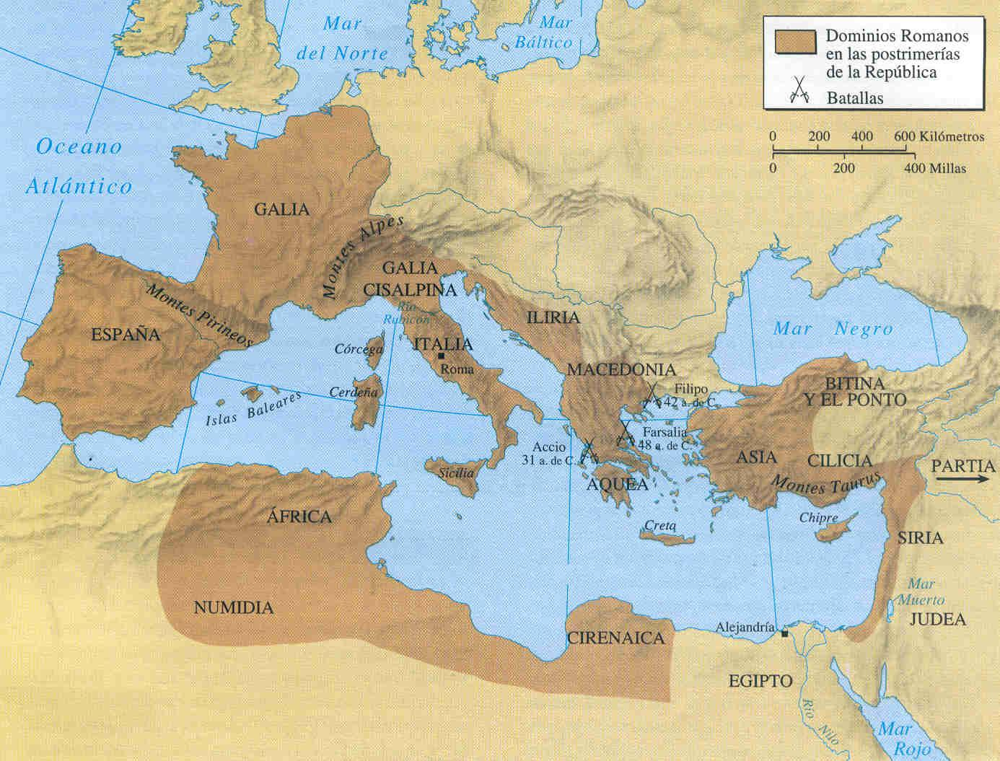 Dominios Romanos
en las postrimerías
de la República
Batallas
0 200 400 600 Kilómetros
0 200 400 Millas
Mar
del Norte
Mar
Báltico
Oceano
Atlántico
GALIA
Montes Alpes
GALIA
CISALPINA
Río
Rubicón
Montes Pirineos
ESPAÑA
ILIRIA
Mar Negro
ITALIA
Roma
Córcega
Cerdeña
Islas Baleares
MACEDONIA
Filipo
42 a. de C.
Farsalia
48 a. de C.
Accio
31 a. de C.
BITINA
Y EL PONTO
ASIA
CILICIA
Montes Taurus
PARTIA
Sicilia
AQUEA
Creta
Chipre
SIRIA
ÁFRICA
NUMIDIA
CIRENAICA
Alejandría
EGIPTO
Mar
Muerto
JUDEA
Río Nilo
Mar
Rojo